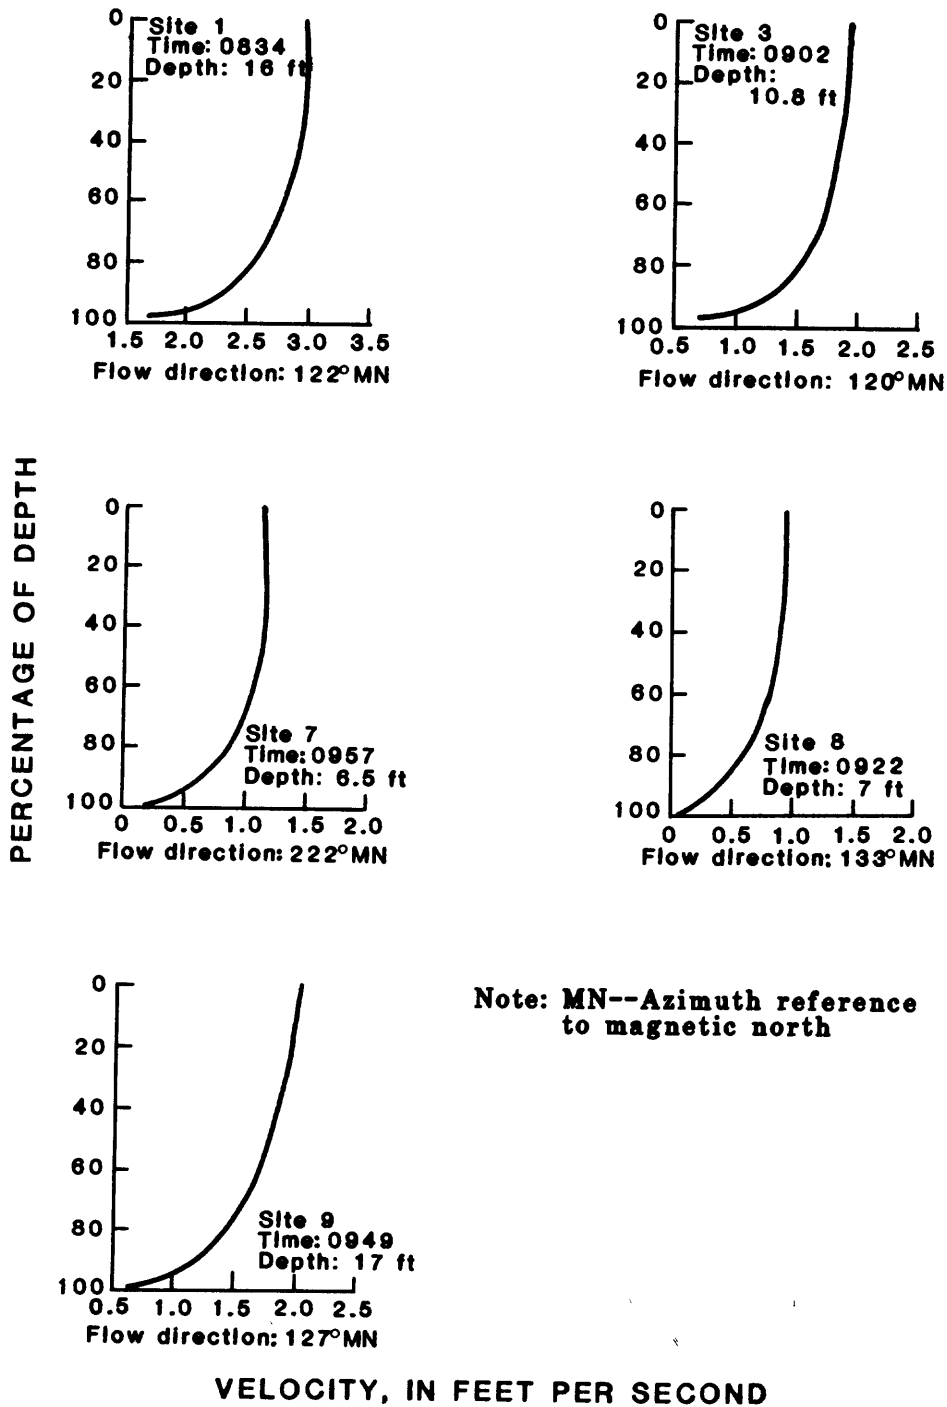 Site 1
Time: 0834
Depth: 16 ft
0
20
40
60
80
100
1.5 2.0 2.5 3.0 3.5
Flow direction: 122°MN
Site 3
Time: 0902
Depth:
10.8 ft
0
20
40
60
80
100
0.5 1.0 1.5 2.0 2.5
Flow direction: 120°MN
PERCENTAGE OF DEPTH
0
20
40
60
80
100
Site 7
Time: 0957
Depth: 6.5 ft
0 0.5 1.0 1.5 2.0
Flow direction: 222°MN
0
20
40
60
80
100
Site 8
Time: 0922
Depth: 7 ft
0 0.5 1.0 1.5 2.0
Flow direction: 133°MN
0
20
40
60
80
100
Site 9
Time: 0949
Depth: 17 ft
0.5 1.0 1.5 2.0 2.5
Flow direction: 127°MN
Note: MN--Azimuth reference
to magnetic north
VELOCITY, IN FEET PER SECOND